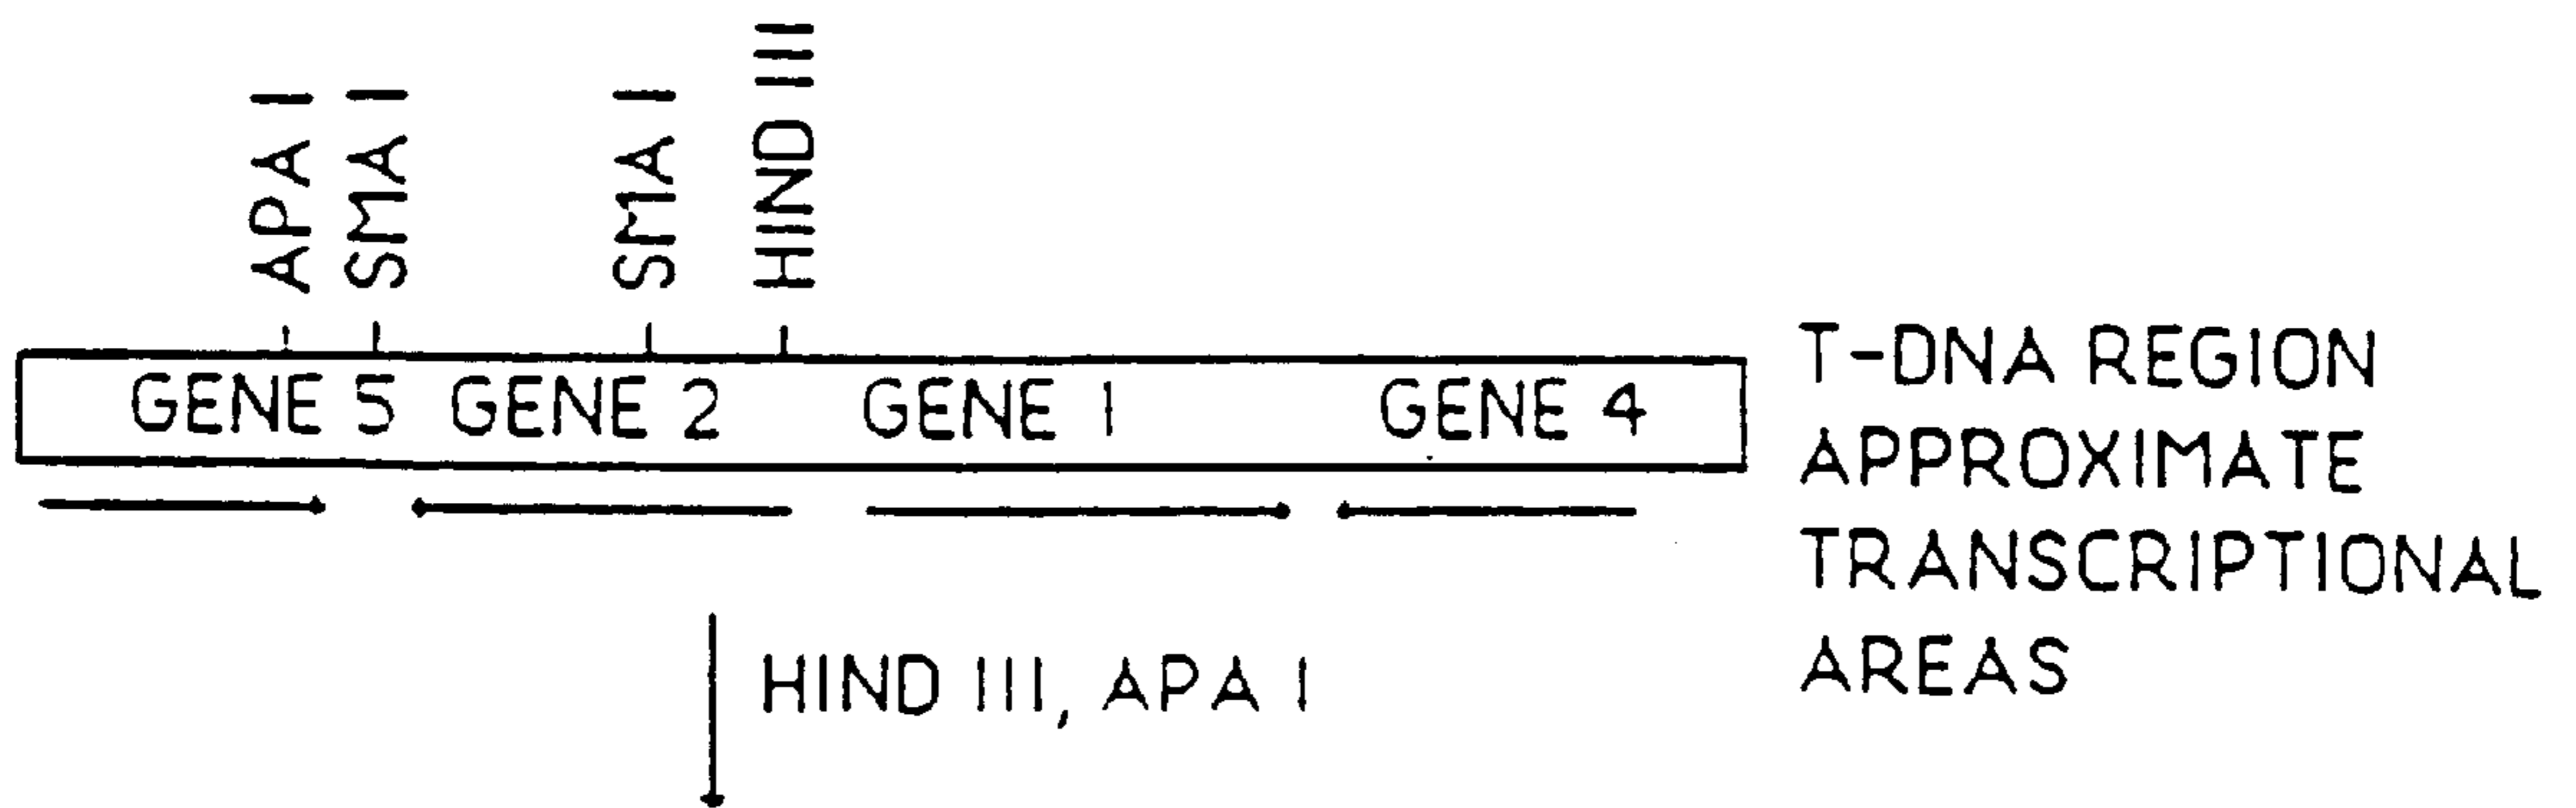 APA I
SMA I
SMA I
HIND III
GENE 5 GENE 2 GENE 1 GENE 4
T-DNA REGION
APPROXIMATE
TRANSCRIPTIONAL
AREAS
HIND III, APA I